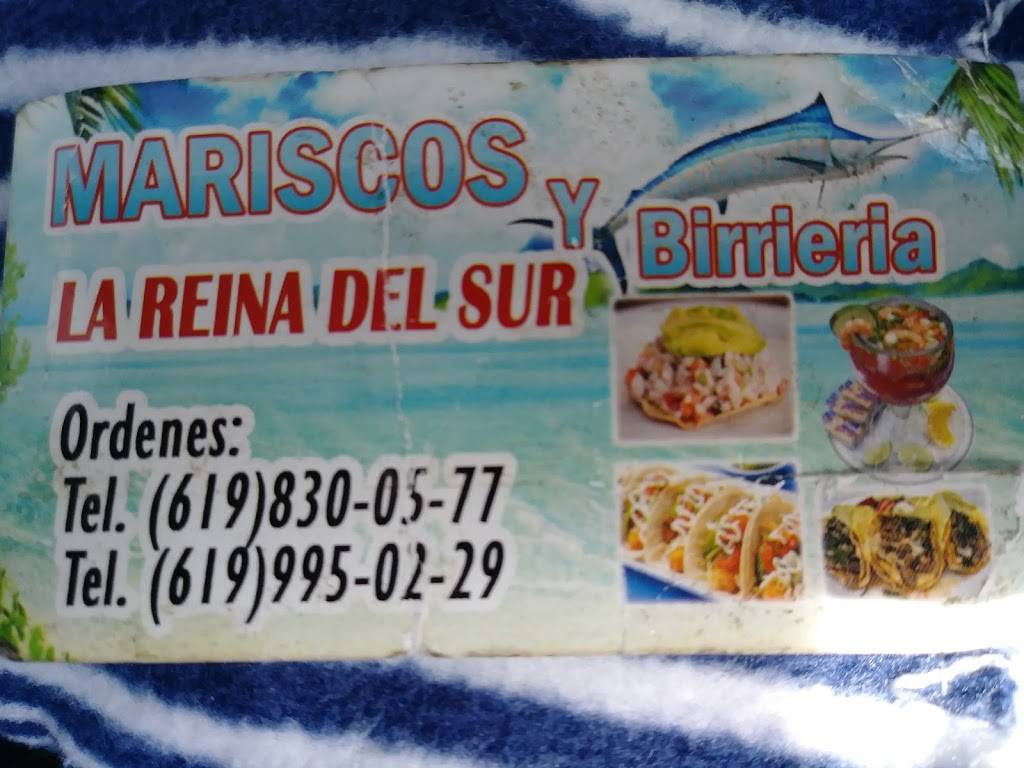 MARISCOS Y Birrieria
LA REINA DEL SUR
Ordenes:
Tel. (619)830-05-77
Tel. (619)995-02-29